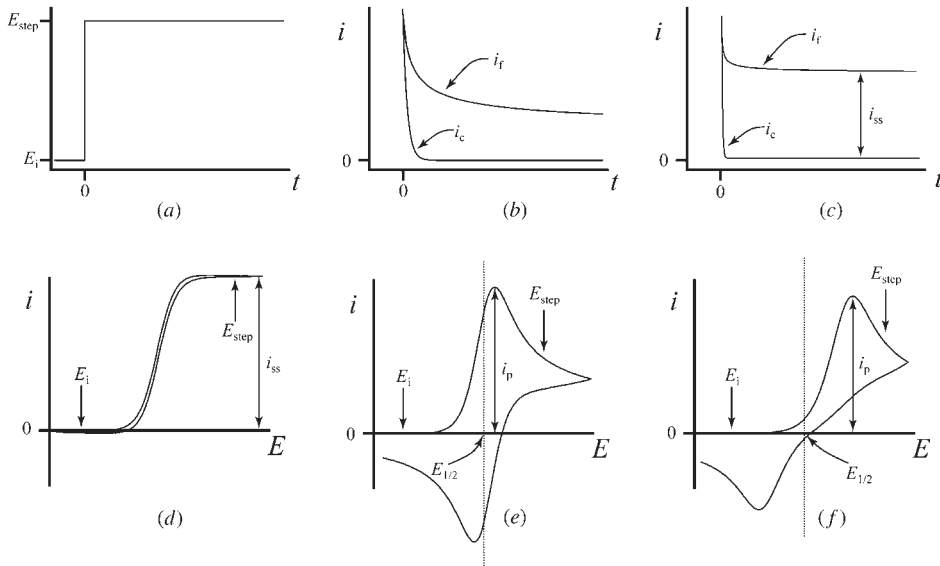 E_step
E_i
0
t
(a)
i
i_f
i_c
0
0
t
(b)
i
i_f
i_c
i_ss
0
0
t
(c)
i
E_i
E_step
i_ss
0
E
(d)
i
E_step
E_i
i_p
0
E
E_1/2
(e)
i
E_step
E_i
i_p
0
E
E_1/2
(f)